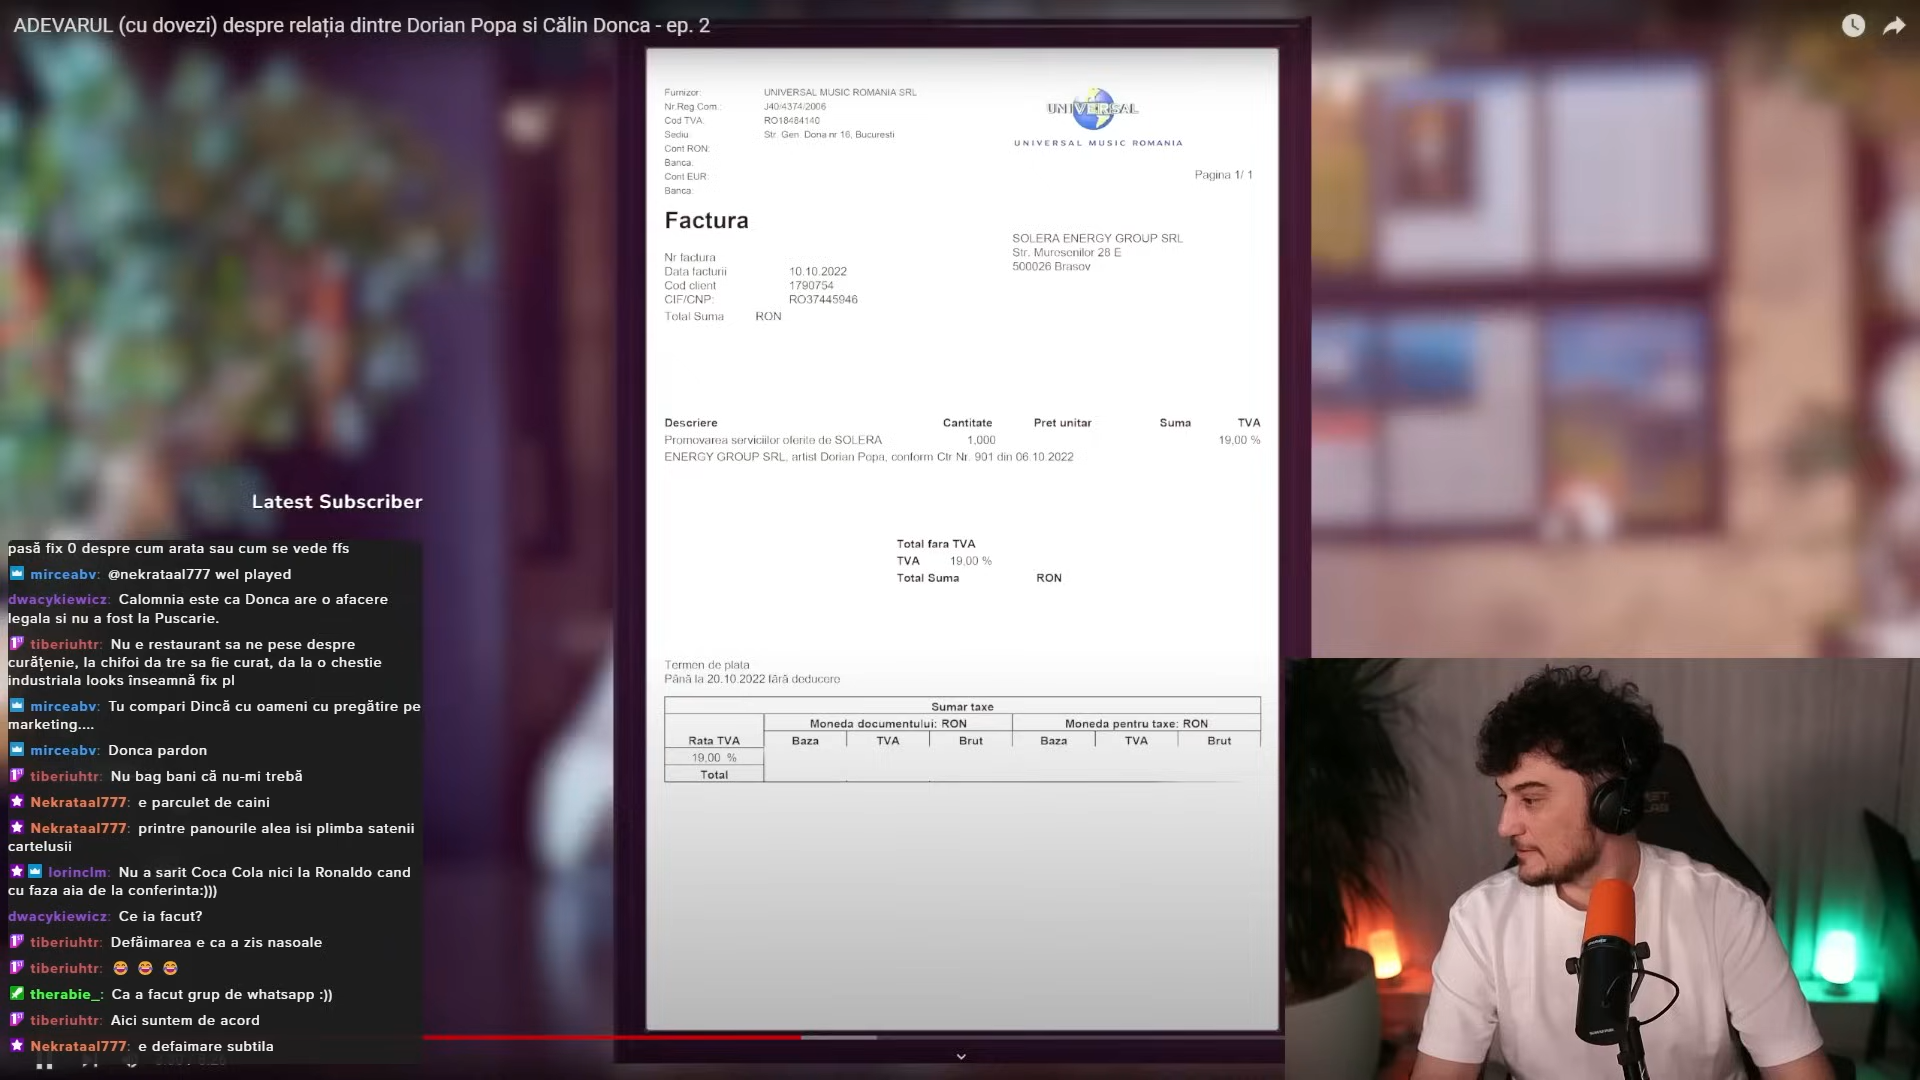 ADEVARUL (cu dovezi) despre relația dintre Dorian Popa si Călin Donca - ep. 2
Furnizor: UNIVERSAL MUSIC ROMANIA SRL
Nr.Reg.Com.: J40/4374/2006
Cod TVA: RO18484140
Sediu: Str. Gen. Dona nr 16, Bucuresti
Cont RON:
Banca:
Cont EUR:
Banca:
UNIVERSAL
UNIVERSAL MUSIC ROMANIA
Pagina 1/ 1
Factura
SOLERA ENERGY GROUP SRL
Str. Muresenilor 28 E
500026 Brasov
Nr factura
Data facturii 10.10.2022
Cod client 1790754
CIF/CNP: RO37445946
Total Suma RON
Descriere Cantitate Pret unitar Suma TVA
Promovarea serviciilor oferite de SOLERA 1,000 19,00 %
ENERGY GROUP SRL, artist Dorian Popa, conform Ctr Nr. 901 din 06.10.2022
Total fara TVA
TVA 19,00 %
Total Suma RON
Termen de plata
Până la 20.10.2022 fără deducere
Sumar taxe
Moneda documentului: RON Moneda pentru taxe: RON
Rata TVA Baza TVA Brut Baza TVA Brut
19,00 %
Total
Latest Subscriber
pasă fix 0 despre cum arata sau cum se vede ffs
mirceabv: @nekrataal777 wel played
dwacykiewicz: Calomnia este ca Donca are o afacere
legala si nu a fost la Puscarie.
tiberiuhtr: Nu e restaurant sa ne pese despre
curățenie, la chifoi da tre sa fie curat, da la o chestie
industriala looks înseamnă fix pl
mirceabv: Tu compari Dincă cu oameni cu pregătire pe
marketing....
mirceabv: Donca pardon
tiberiuhtr: Nu bag bani că nu-mi trebă
Nekrataal777: e parculet de caini
Nekrataal777: printre panourile alea isi plimba satenii
cartelusii
lorinclm: Nu a sarit Coca Cola nici la Ronaldo cand
cu faza aia de la conferinta:)))
dwacykiewicz: Ce ia facut?
tiberiuhtr: Defăimarea e ca a zis nasoale
tiberiuhtr: 😂 😂 😂
therabie_: Ca a facut grup de whatsapp :))
tiberiuhtr: Aici suntem de acord
Nekrataal777: e defaimare subtila